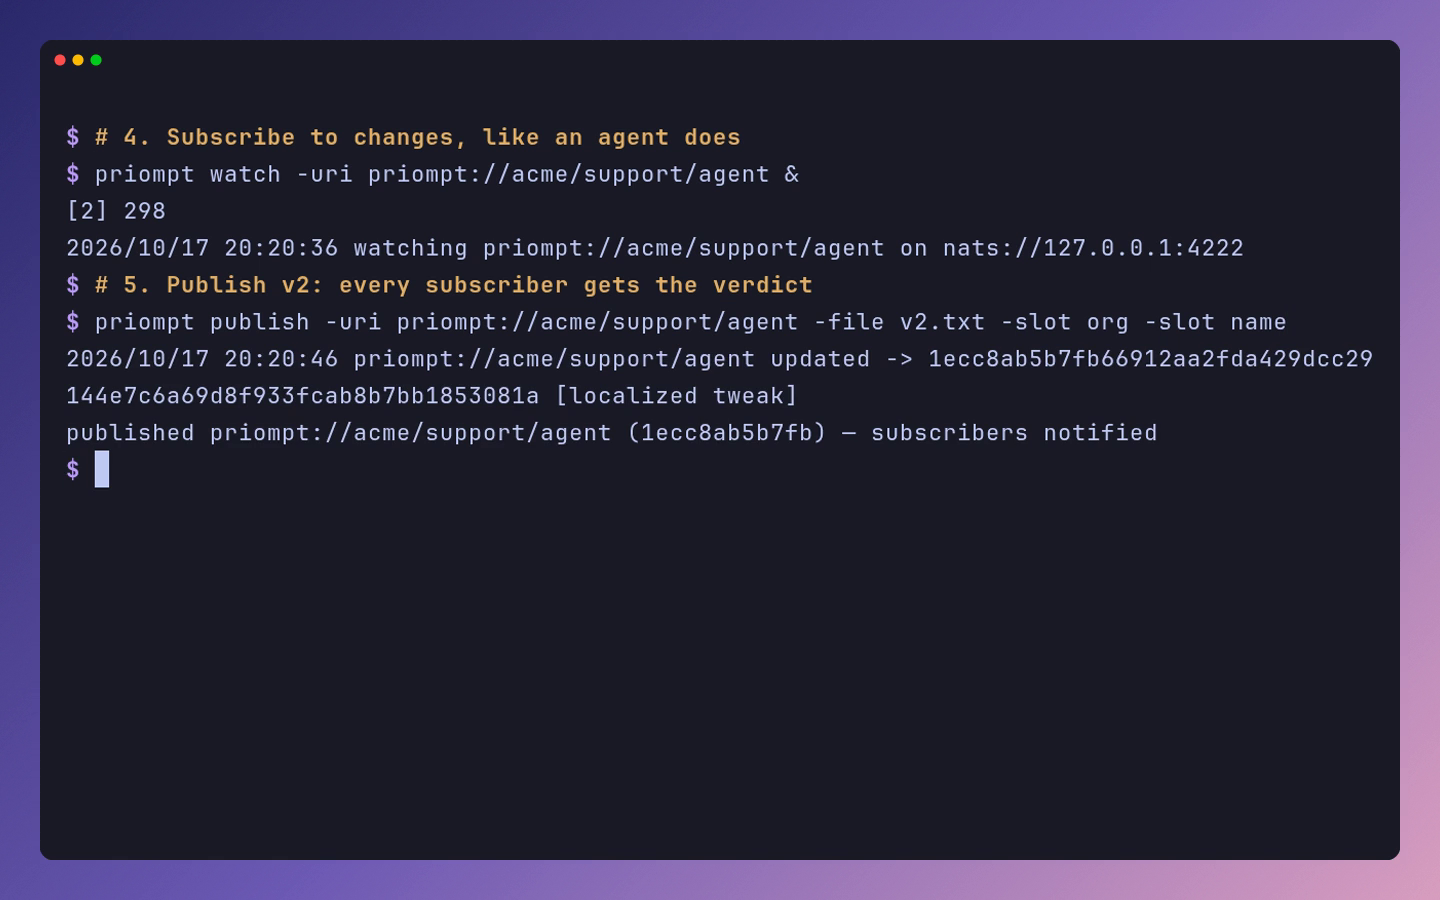 $ # 4. Subscribe to changes, like an agent does
$ priompt watch -uri priompt://acme/support/agent &
[2] 298
2026/10/17 20:20:36 watching priompt://acme/support/agent on nats://127.0.0.1:4222
$ # 5. Publish v2: every subscriber gets the verdict
$ priompt publish -uri priompt://acme/support/agent -file v2.txt -slot org -slot name
2026/10/17 20:20:46 priompt://acme/support/agent updated -> 1ecc8ab5b7fb66912aa2fda429dcc29
144e7c6a69d8f933fcab8b7bb1853081a [localized tweak]
published priompt://acme/support/agent (1ecc8ab5b7fb) — subscribers notified
$